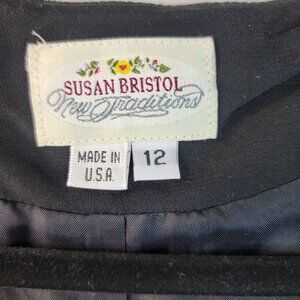 SUSAN BRISTOL
New Traditions
MADE IN
U.S.A.
12